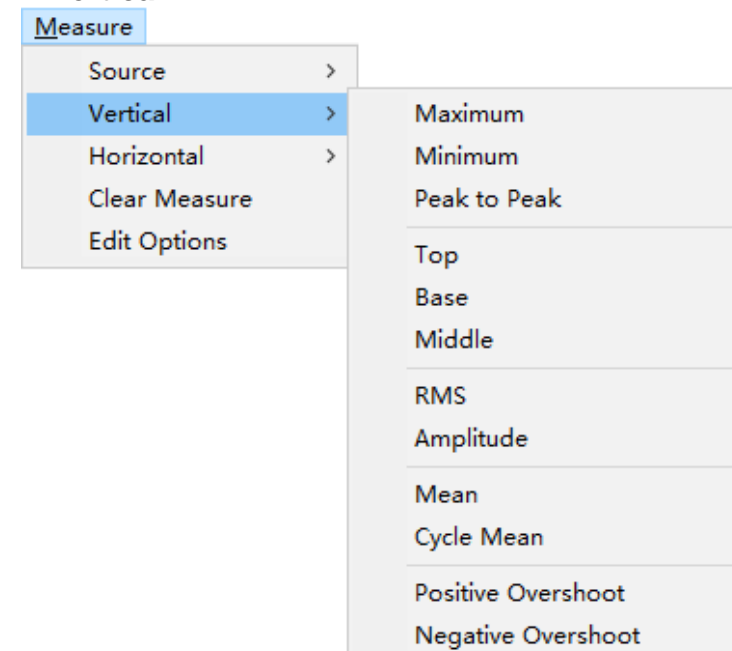 Measure
Source >
Vertical >
Horizontal >
Clear Measure
Edit Options
Maximum
Minimum
Peak to Peak
Top
Base
Middle
RMS
Amplitude
Mean
Cycle Mean
Positive Overshoot
Negative Overshoot